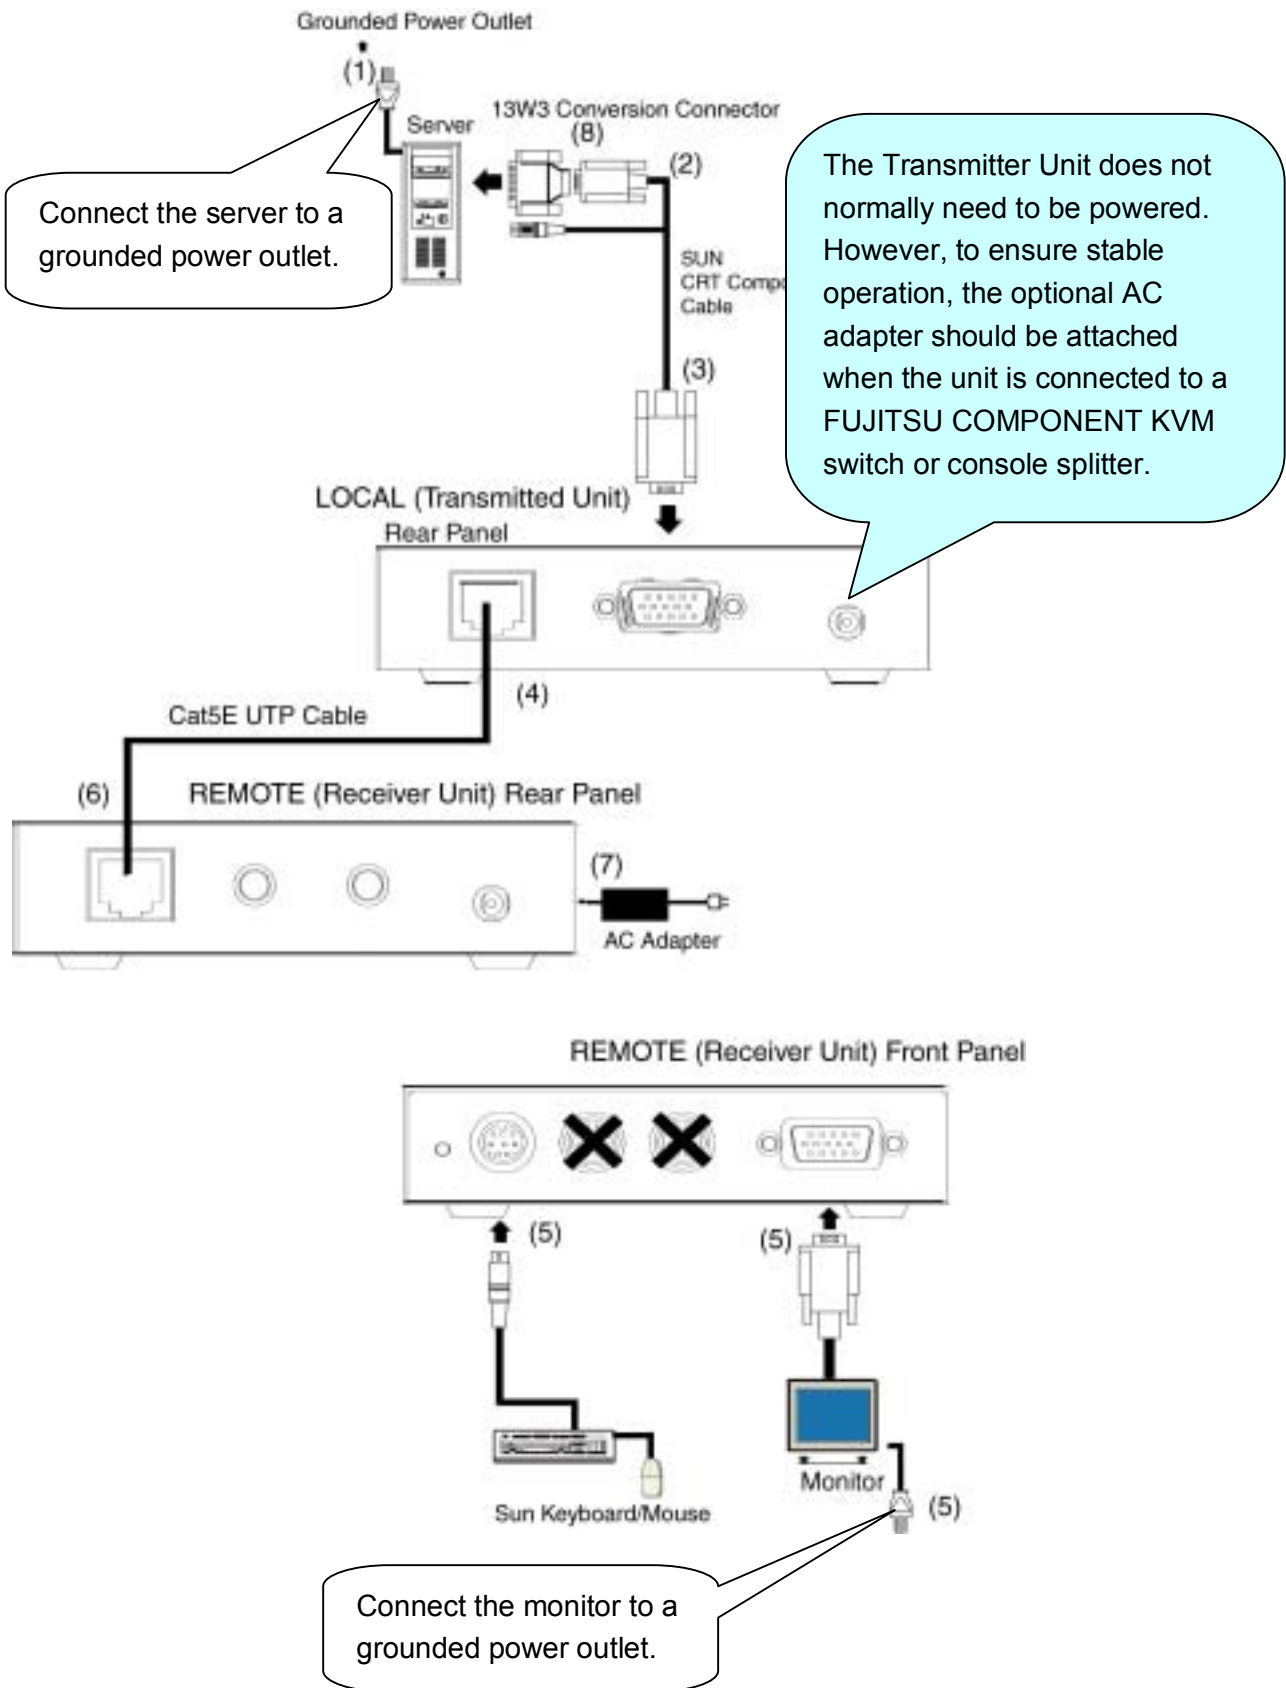 Grounded Power Outlet
(1)
13W3 Conversion Connector
(8)
Server
(2)
Connect the server to a
grounded power outlet.
The Transmitter Unit does not
normally need to be powered.
However, to ensure stable
operation, the optional AC
adapter should be attached
when the unit is connected to a
FUJITSU COMPONENT KVM
switch or console splitter.
SUN
CRT Compo
Cable
(3)
LOCAL (Transmitted Unit)
Rear Panel
(4)
Cat5E UTP Cable
(6)
REMOTE (Receiver Unit) Rear Panel
(7)
AC Adapter
REMOTE (Receiver Unit) Front Panel
(5)
(5)
Monitor
Sun Keyboard/Mouse
(5)
Connect the monitor to a
grounded power outlet.